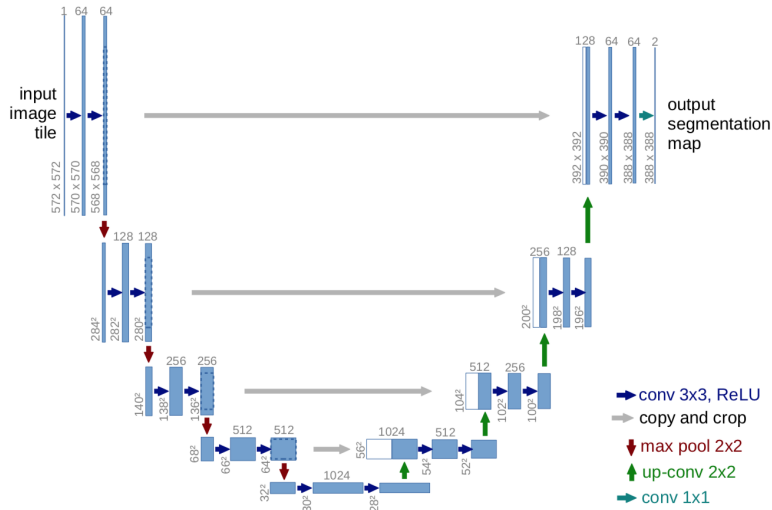 1
64
64
128
64
64
2
input
image
tile
output
segmentation
map
572 x 572
570 x 570
568 x 568
392 x 392
390 x 390
388 x 388
388 x 388
128
128
256
128
284²
282²
280²
200²
198²
196²
256
256
512
256
140²
138²
136²
104²
102²
100²
512
512
1024
512
68²
66²
64²
56²
54²
52²
1024
32²
30²
28²
conv 3x3, ReLU
copy and crop
max pool 2x2
up-conv 2x2
conv 1x1